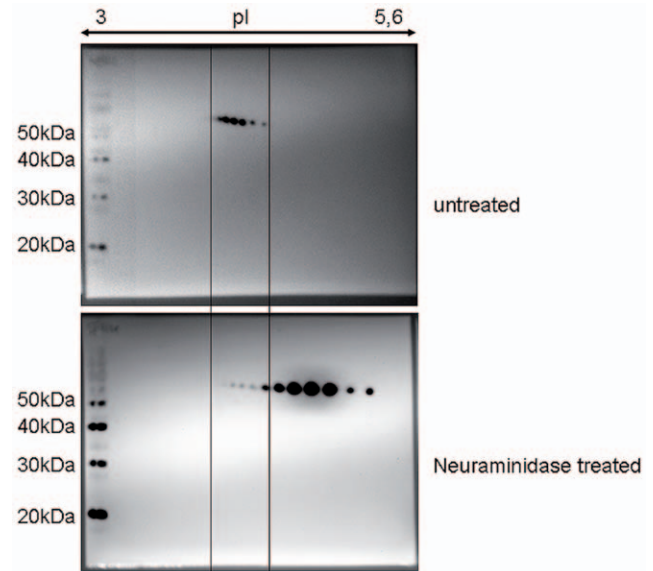 3 pI 5,6
50kDa
40kDa
30kDa
20kDa
untreated
50kDa
40kDa
30kDa
20kDa
Neuraminidase treated